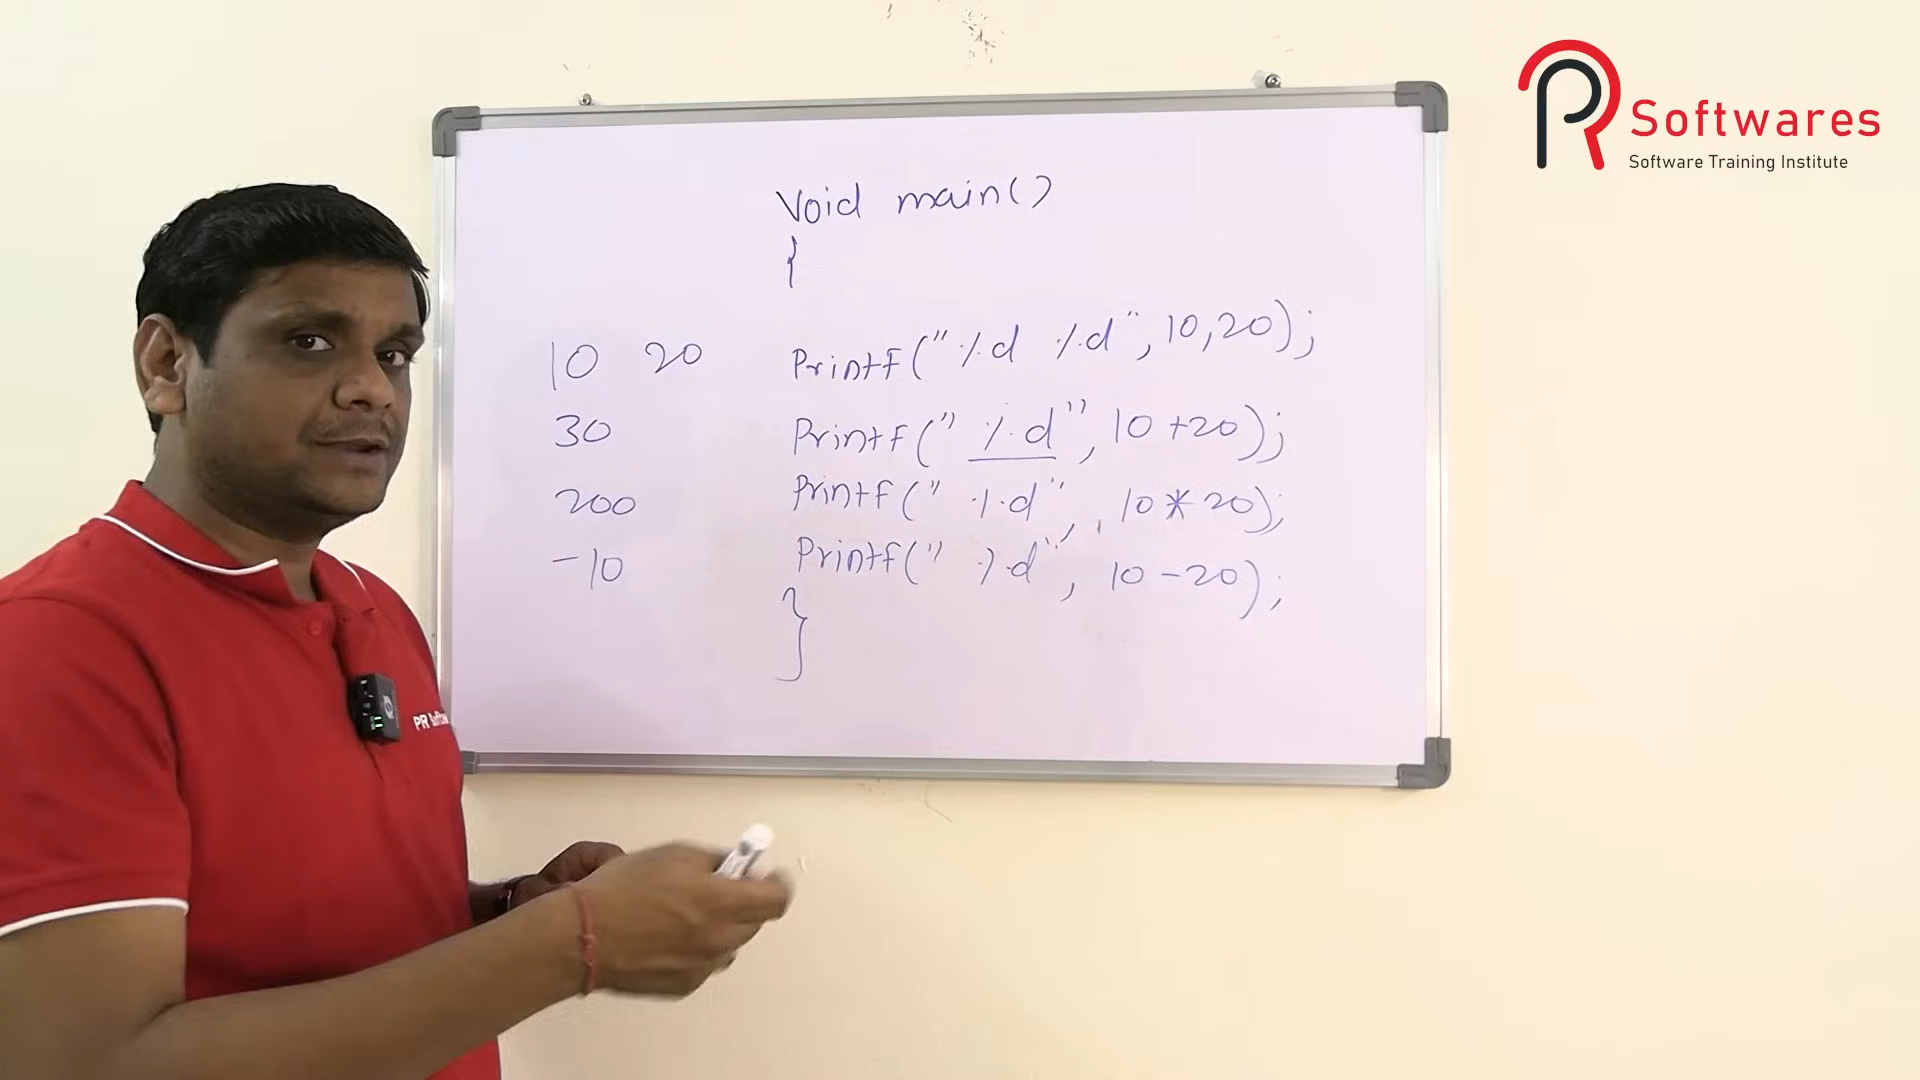 PR Softwares
Software Training Institute
Void main()
{
10 20 Printf("%d %d", 10,20);
30 Printf("%d", 10+20);
200 Printf("%d", 10*20);
-10 Printf("%d", 10-20);
}
PR